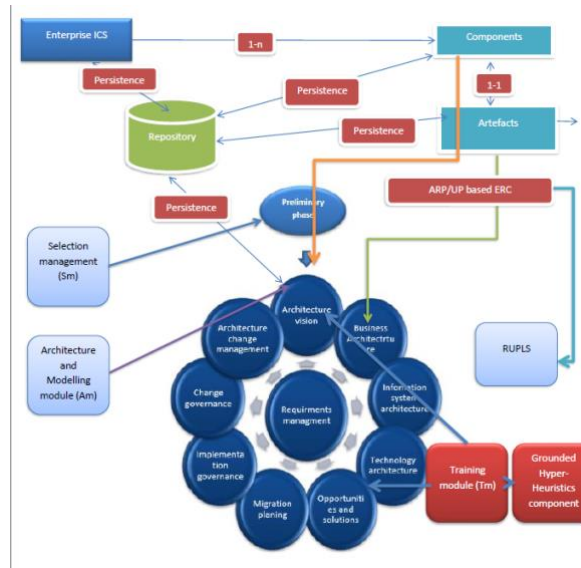 Enterprise ICS
1-n
Components
Persistence
Persistence
1-1
Repository
Persistence
Artefacts
Persistence
Preliminary
phase
ARP/UP based ERC
Selection
management
(Sm)
Architecture
vision
Architecture
change
management
Business
Architectrtu
re
RUPLS
Architecture
and
Modelling
module (Am)
Change
governance
Requirments
managment
Infomation
system
architecture
Implementa
tion
governance
Technology
architecture
Training
module (Tm)
Grounded
Hyper-
Heuristics
component
Migration
planing
Opportuniti
es and
solutions